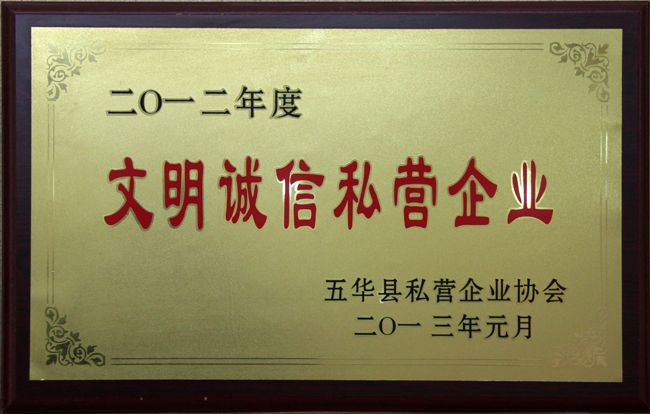 二〇一二年度
文明诚信私营企业
五华县私营企业协会
二〇一三年元月